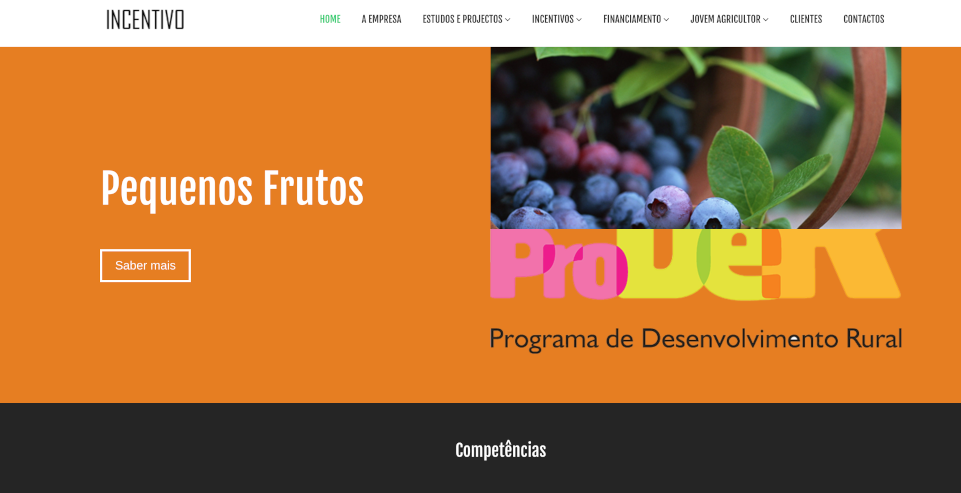 INCENTIVO
HOME A EMPRESA ESTUDOS E PROJECTOS INCENTIVOS FINANCIAMENTO JOVEM AGRICULTOR CLIENTES CONTACTOS
Pequenos Frutos
Saber mais
ProDeR
Programa de Desenvolvimento Rural
Competências